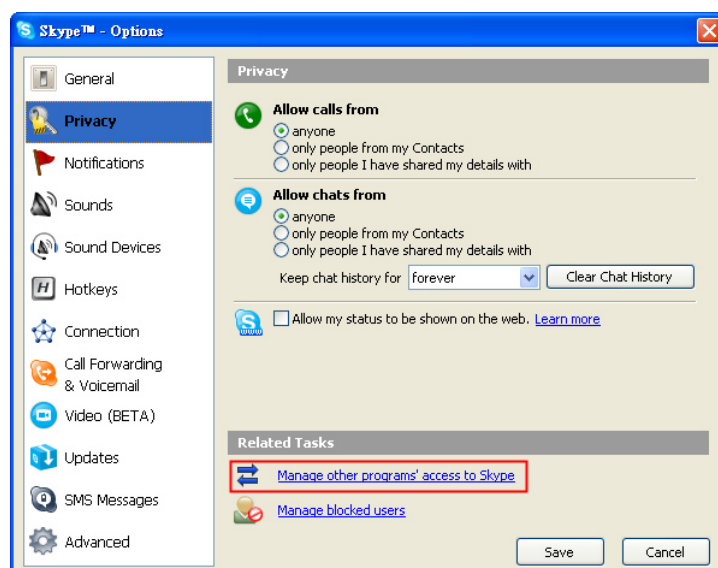 Skype™ - Options
General
Privacy
Notifications
Sounds
Sound Devices
Hotkeys
Connection
Call Forwarding
& Voicemail
Video (BETA)
Updates
SMS Messages
Advanced
Privacy
Allow calls from
anyone
only people from my Contacts
only people I have shared my details with
Allow chats from
anyone
only people from my Contacts
only people I have shared my details with
Keep chat history for forever Clear Chat History
Allow my status to be shown on the web. Learn more
Related Tasks
Manage other programs' access to Skype
Manage blocked users
Save Cancel